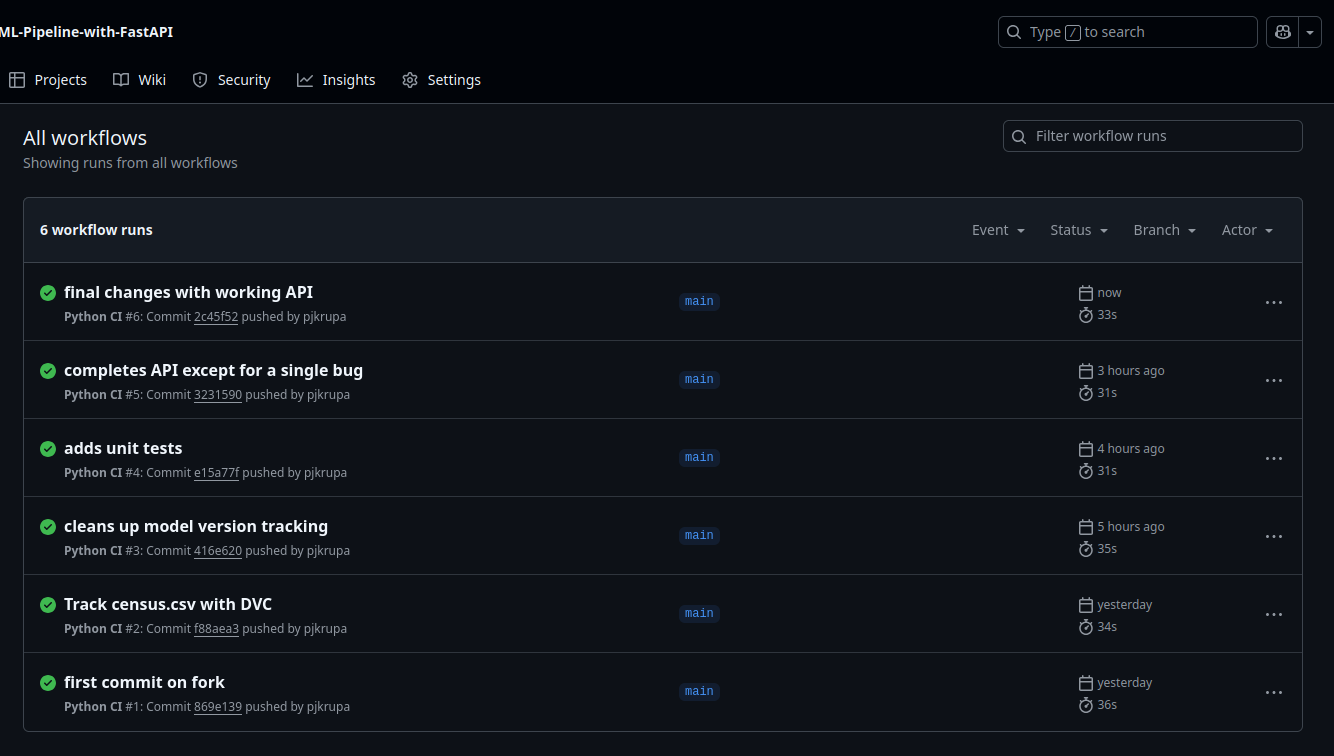 ML-Pipeline-with-FastAPI
Type / to search
Projects Wiki Security Insights Settings
All workflows
Showing runs from all workflows
Filter workflow runs
6 workflow runs
Event Status Branch Actor
final changes with working API
Python CI #6: Commit 2c45f52 pushed by pjkrupa
main
now
33s
completes API except for a single bug
Python CI #5: Commit 3231590 pushed by pjkrupa
main
3 hours ago
31s
adds unit tests
Python CI #4: Commit e15a77f pushed by pjkrupa
main
4 hours ago
31s
cleans up model version tracking
Python CI #3: Commit 416e620 pushed by pjkrupa
main
5 hours ago
35s
Track census.csv with DVC
Python CI #2: Commit f88aea3 pushed by pjkrupa
main
yesterday
34s
first commit on fork
Python CI #1: Commit 869e139 pushed by pjkrupa
main
yesterday
36s